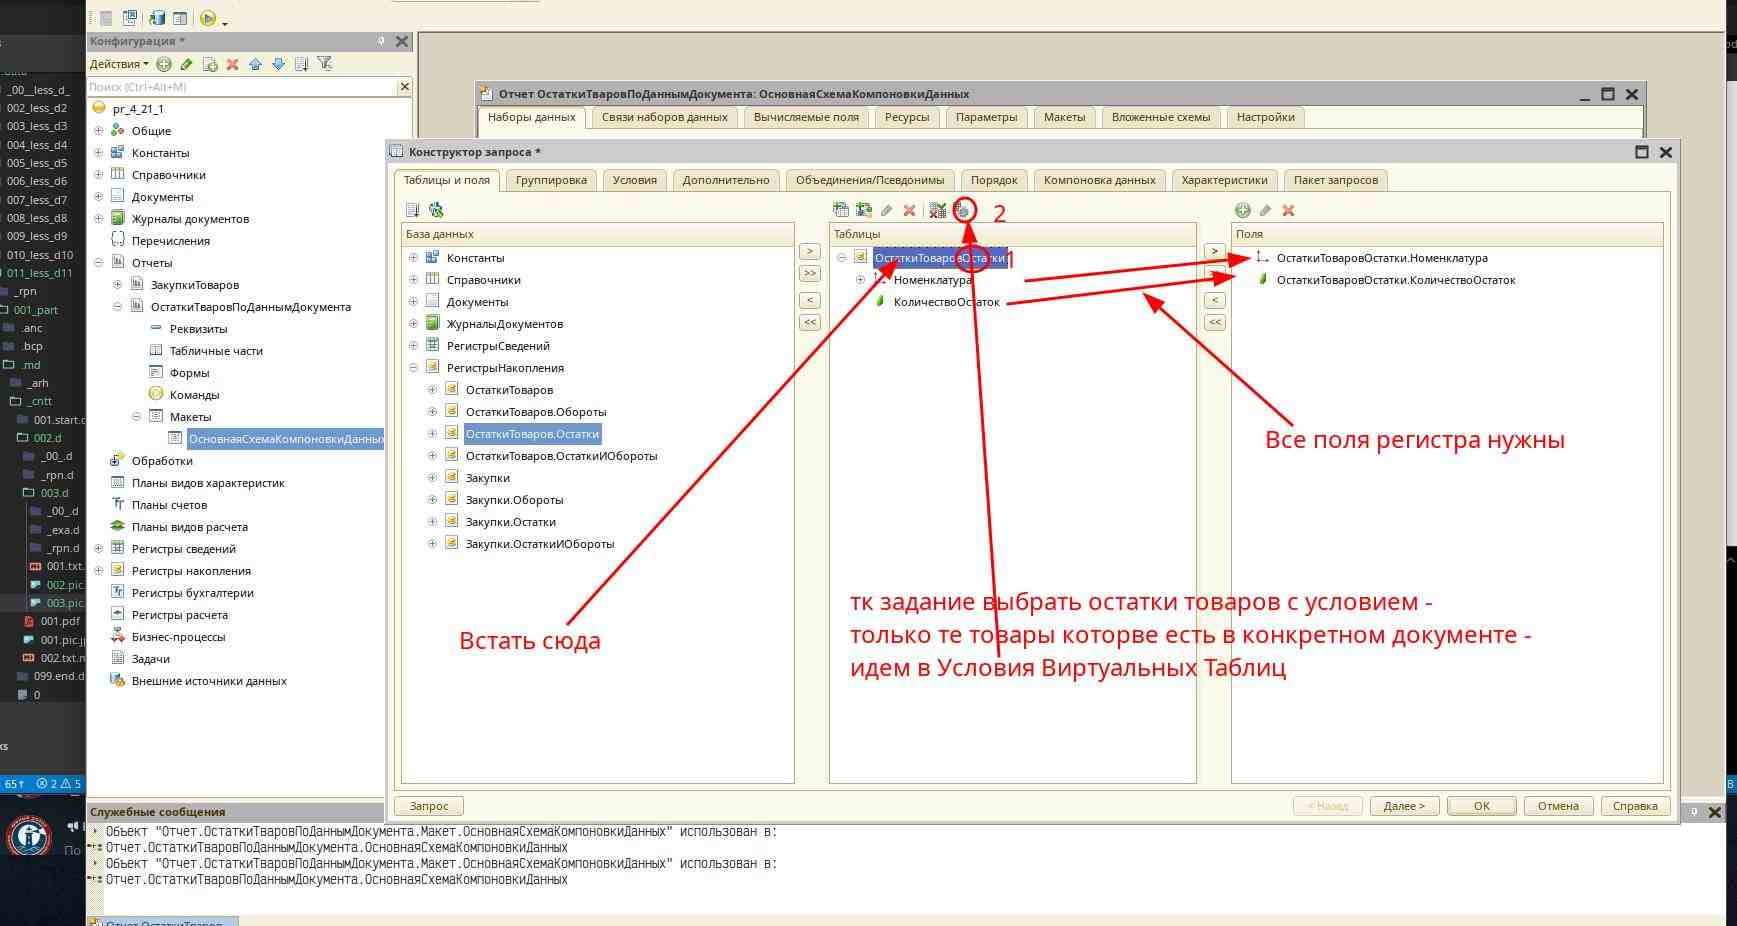 Конфигурация *
Действия
Поиск (Ctrl+Alt+M)
pr_4_21_1
Общие
Константы
Справочники
Документы
Журналы документов
Перечисления
Отчеты
ЗакупкиТоваров
ОстаткиТваровПоДаннымДокумента
Реквизиты
Табличные части
Формы
Команды
Макеты
ОсновнаяСхемаКомпоновкиДанных
Обработки
Планы видов характеристик
Планы счетов
Планы видов расчета
Регистры сведений
Регистры накопления
Регистры бухгалтерии
Регистры расчета
Бизнес-процессы
Задачи
Внешние источники данных
_00__less_d_
002_less_d2
003_less_d3
004_less_d4
005_less_d5
006_less_d6
007_less_d7
008_less_d8
009_less_d9
010_less_d10
011_less_d11
_rpn
001_part
.anc
.bcp
.md
_arh
_cntt
001.start.c
002.d
_00_.d
_rpn.d
003.d
_00_.d
_exa.d
_rpn.d
001.txt.
002.pic
003.pic.
001.pdf
001.pic.j
002.txt.n
099.end.d
0
65↑ 2 5
По
Отчет ОстаткиТваровПоДаннымДокумента: ОсновнаяСхемаКомпоновкиДанных
Наборы данных Связи наборов данных Вычисляемые поля Ресурсы Параметры Макеты Вложенные схемы Настройки
Конструктор запроса *
Таблицы и поля Группировка Условия Дополнительно Объединения/Псевдонимы Порядок Компоновка данных Характеристики Пакет запросов
2
База данных
Константы
Справочники
Документы
ЖурналыДокументов
РегистрыСведений
РегистрыНакопления
ОстаткиТоваров
ОстаткиТоваров.Обороты
ОстаткиТоваров.Остатки
ОстаткиТоваров.ОстаткиИОбороты
Закупки
Закупки.Обороты
Закупки.Остатки
Закупки.ОстаткиИОбороты
>
>>
<
<<
Таблицы
ОстаткиТоваровОстатки 1
Номенклатура
КоличествоОстаток
>
<
<<
Поля
ОстаткиТоваровОстатки.Номенклатура
ОстаткиТоваровОстатки.КоличествоОстаток
Все поля регистра нужны
Встать сюда
тк задание выбрать остатки товаров с условием -
только те товары которве есть в конкретном документе -
идем в Условия Виртуальных Таблиц
Запрос < Назад Далее > ОК Отмена Справка
Служебные сообщения
Объект "Отчет.ОстаткиТваровПоДаннымДокумента.Макет.ОсновнаяСхемаКомпоновкиДанных" использован в:
Отчет.ОстаткиТваровПоДаннымДокумента.ОсновнаяСхемаКомпоновкиДанных
Объект "Отчет.ОстаткиТваровПоДаннымДокумента.Макет.ОсновнаяСхемаКомпоновкиДанных" использован в:
Отчет.ОстаткиТваровПоДаннымДокумента.ОсновнаяСхемаКомпоновкиДанных